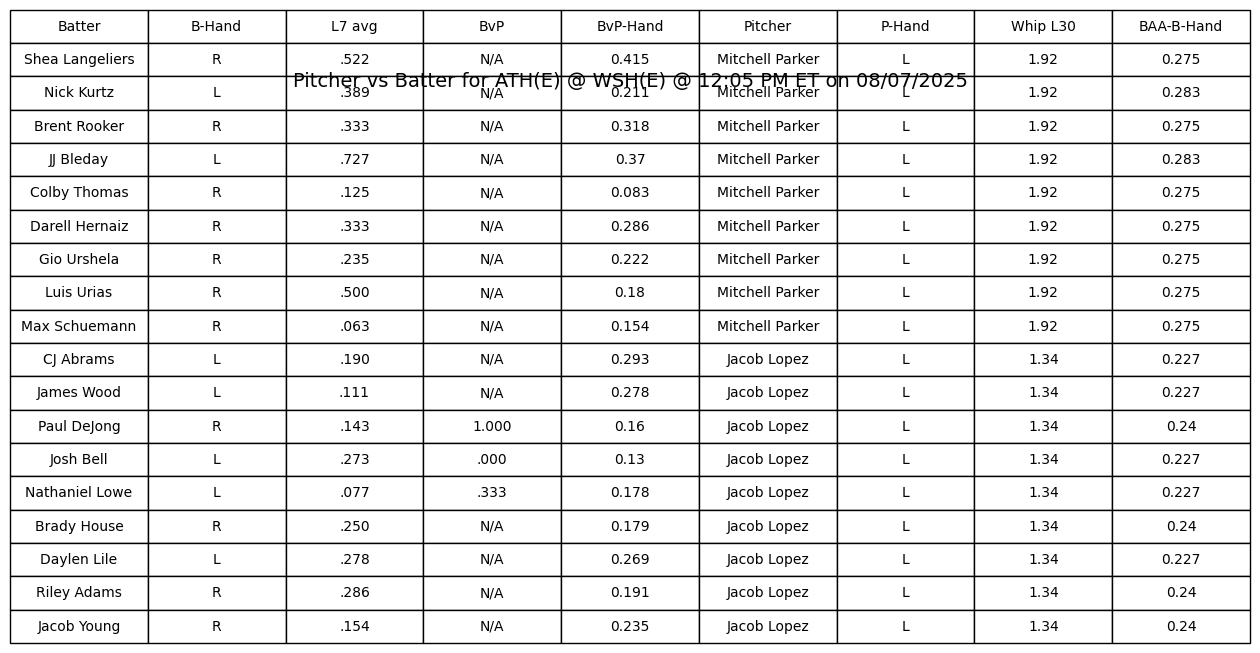 Batter B-Hand L7 avg BvP BvP-Hand Pitcher P-Hand Whip L30 BAA-B-Hand
Shea Langeliers R .522 N/A 0.415 Mitchell Parker L 1.92 0.275
Pitcher vs Batter for ATH(E) @ WSH(E) @ 12:05 PM ET on 08/07/2025
Nick Kurtz L .389 N/A 0.211 Mitchell Parker L 1.92 0.283
Brent Rooker R .333 N/A 0.318 Mitchell Parker L 1.92 0.275
JJ Bleday L .727 N/A 0.37 Mitchell Parker L 1.92 0.283
Colby Thomas R .125 N/A 0.083 Mitchell Parker L 1.92 0.275
Darell Hernaiz R .333 N/A 0.286 Mitchell Parker L 1.92 0.275
Gio Urshela R .235 N/A 0.222 Mitchell Parker L 1.92 0.275
Luis Urias R .500 N/A 0.18 Mitchell Parker L 1.92 0.275
Max Schuemann R .063 N/A 0.154 Mitchell Parker L 1.92 0.275
CJ Abrams L .190 N/A 0.293 Jacob Lopez L 1.34 0.227
James Wood L .111 N/A 0.278 Jacob Lopez L 1.34 0.227
Paul DeJong R .143 1.000 0.16 Jacob Lopez L 1.34 0.24
Josh Bell L .273 .000 0.13 Jacob Lopez L 1.34 0.227
Nathaniel Lowe L .077 .333 0.178 Jacob Lopez L 1.34 0.227
Brady House R .250 N/A 0.179 Jacob Lopez L 1.34 0.24
Daylen Lile L .278 N/A 0.269 Jacob Lopez L 1.34 0.227
Riley Adams R .286 N/A 0.191 Jacob Lopez L 1.34 0.24
Jacob Young R .154 N/A 0.235 Jacob Lopez L 1.34 0.24